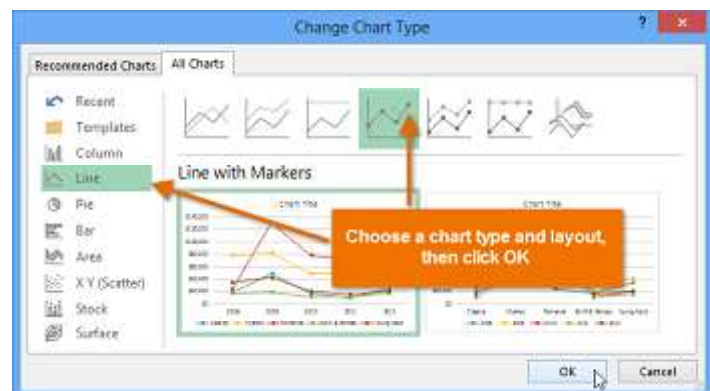 Change Chart Type
?
Recommended Charts
All Charts
Recent
Templates
Column
Line
Pie
Bar
Area
X Y (Scatter)
Stock
Surface
Line with Markers
Chart Title
Chart Title
Choose a chart type and layout,
then click OK
OK
Cancel